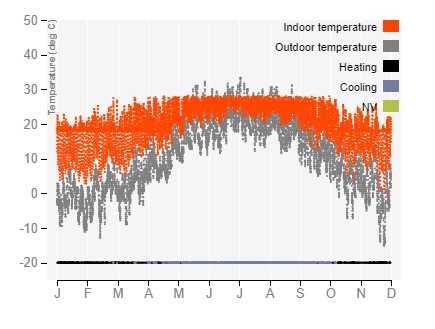 50
40
30
20
10
0
-10
-20
Temperature (deg C)
Indoor temperature
Outdoor temperature
Heating
Cooling
NV
J F M A M J J A S O N D